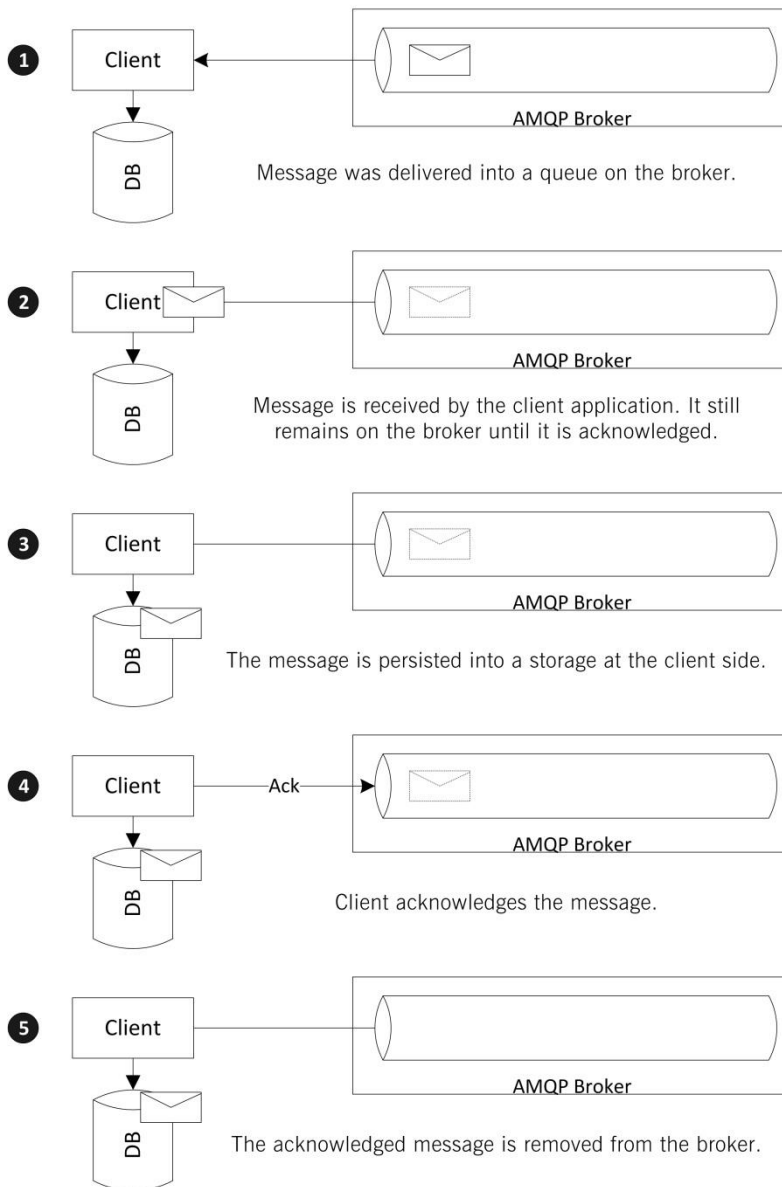 1
Client
AMQP Broker
DB
Message was delivered into a queue on the broker.
2
Client
AMQP Broker
DB
Message is received by the client application. It still
remains on the broker until it is acknowledged.
3
Client
AMQP Broker
DB
The message is persisted into a storage at the client side.
4
Client
Ack
AMQP Broker
DB
Client acknowledges the message.
5
Client
AMQP Broker
DB
The acknowledged message is removed from the broker.